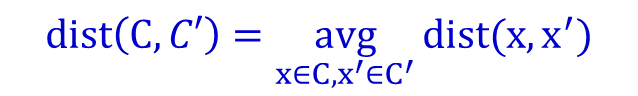 dist(C, C′) = avg dist(x, x′)
x∈C,x′∈C′